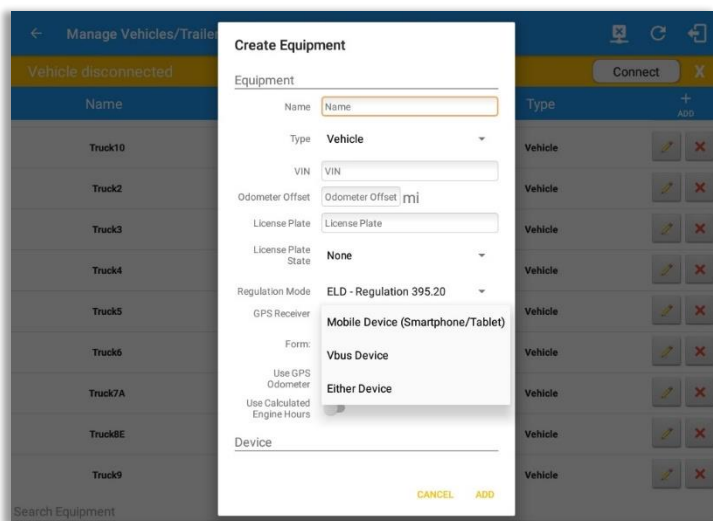 Manage Vehicles/Trailer
Vehicle disconnected
Connect
X
Name
Type
ADD
Truck10
Vehicle
Truck2
Vehicle
Truck3
Vehicle
Truck4
Vehicle
Truck5
Vehicle
Truck6
Vehicle
Truck7A
Vehicle
Truck8E
Vehicle
Truck9
Vehicle
Search Equipment
Create Equipment
Equipment
Name
Name
Type
Vehicle
VIN
VIN
Odometer Offset
Odometer Offset
mi
License Plate
License Plate
License Plate
State
None
Regulation Mode
ELD - Regulation 395.20
GPS Receiver
Mobile Device (Smartphone/Tablet)
Vbus Device
Either Device
Form:
Use GPS
Odometer
Use Calculated
Engine Hours
Device
CANCEL
ADD